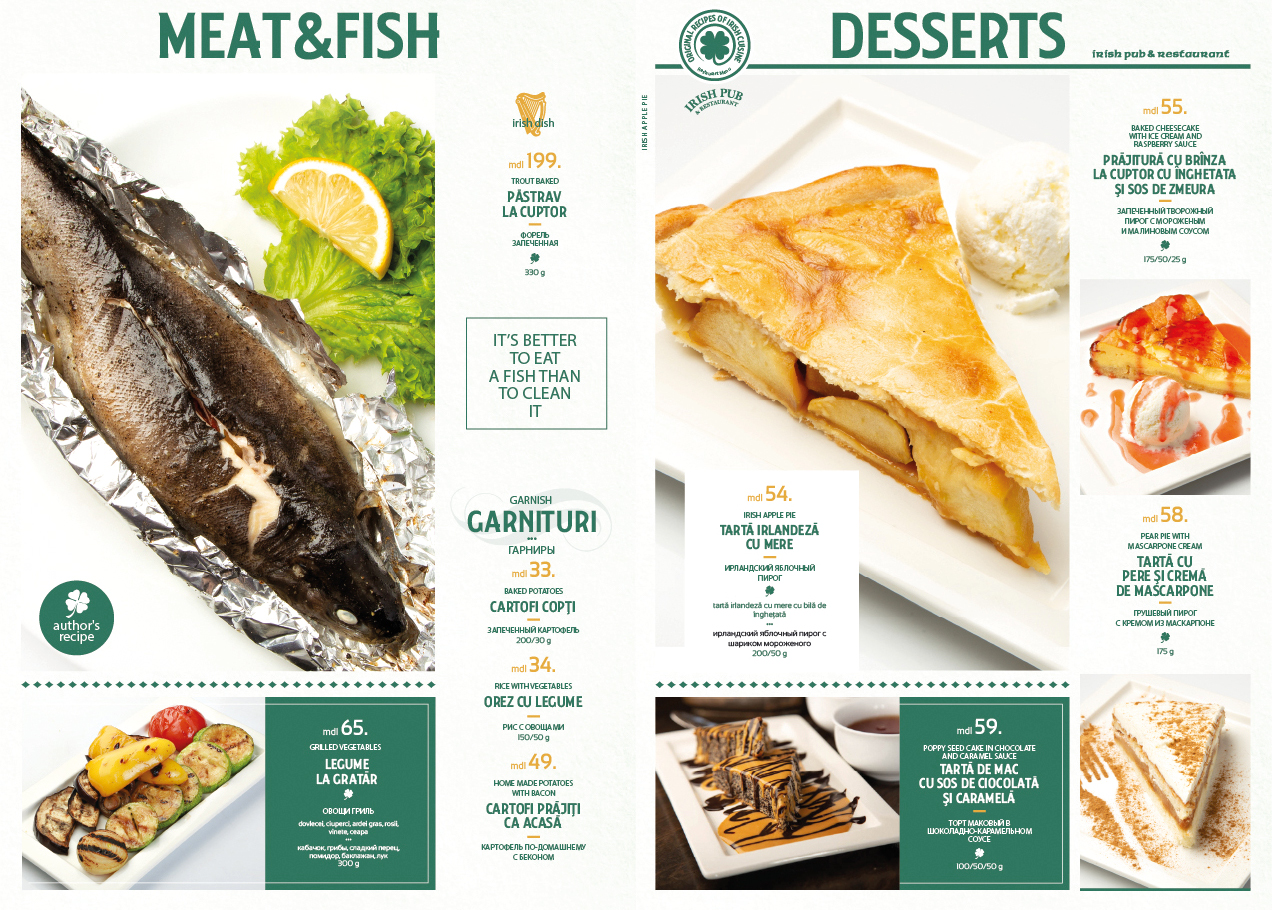 MEAT&FISH
irish dish
mdl 199.
TROUT BAKED
PĂSTRAV
LA CUPTOR
ФОРЕЛЬ
ЗАПЕЧЕННАЯ
330 g
IT'S BETTER
TO EAT
A FISH THAN
TO CLEAN
IT
author's
recipe
GARNISH
GARNITURI
•••
ГАРНИРЫ
mdl 33.
BAKED POTATOES
CARTOFI COPȚI
ЗАПЕЧЕННЫЙ КАРТОФЕЛЬ
200/30 g
mdl 34.
RICE WITH VEGETABLES
OREZ CU LEGUME
РИС С ОВОЩАМИ
150/50 g
mdl 49.
HOME MADE POTATOES
WITH BACON
CARTOFI PRĂJIȚI
CA ACASĂ
КАРТОФЕЛЬ ПО-ДОМАШНЕМУ
С БЕКОНОМ
mdl 65.
GRILLED VEGETABLES
LEGUME
LA GRATĂR
ОВОЩИ ГРИЛЬ
dovlecel, ciuperci, ardei gras, rosii,
vinete, ceapa
•••
кабачок, грибы, сладкий перец,
помидор, баклажан, лук
300 g
ORIGINAL RECIPES OF IRISH CUISINE
IRISH PUB
& RESTAURANT
DESSERTS
irish pub & restaurant
IRISH APPLE PIE
mdl 54.
IRISH APPLE PIE
TARTĂ IRLANDEZĂ
CU MERE
ИРЛАНДСКИЙ ЯБЛОЧНЫЙ
ПИРОГ
tartă irlandeză cu mere cu bilă de
înghețată
•••
ирландский яблочный пирог с
шариком мороженого
200/50 g
mdl 55.
BAKED CHEESECAKE
WITH ICE CREAM AND
RASPBERRY SAUCE
PRĂJITURĂ CU BRÎNZA
LA CUPTOR CU ÎNGHETATA
ȘI SOS DE ZMEURA
ЗАПЕЧЕННЫЙ ТВОРОЖНЫЙ
ПИРОГ С МОРОЖЕНЫМ
И МАЛИНОВЫМ СОУСОМ
175/50/25 g
mdl 58.
PEAR PIE WITH
MASCARPONE CREAM
TARTĂ CU
PERE ȘI CREMĂ
DE MASCARPONE
ГРУШЕВЫЙ ПИРОГ
С КРЕМОМ ИЗ МАСКАРПОНЕ
175 g
mdl 59.
POPPY SEED CAKE IN CHOCOLATE
AND CARAMEL SAUCE
TARTĂ DE MAC
CU SOS DE CIOCOLATĂ
ȘI CARAMELĂ
ТОРТ МАКОВЫЙ В
ШОКОЛАДНО-КАРАМЕЛЬНОМ
СОУСЕ
100/50/50 g